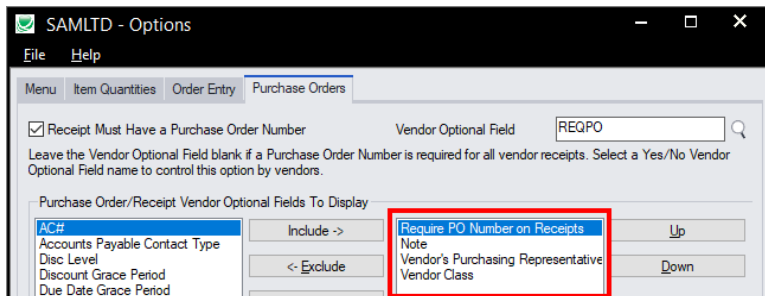 SAMLTD - Options
File Help
Menu Item Quantities Order Entry Purchase Orders
Receipt Must Have a Purchase Order Number Vendor Optional Field REQPO
Leave the Vendor Optional Field blank if a Purchase Order Number is required for all vendor receipts. Select a Yes/No Vendor
Optional Field name to control this option by vendors.
Purchase Order/Receipt Vendor Optional Fields To Display
AC# Include -> Require PO Number on Receipts Up
Accounts Payable Contact Type Note
Disc Level <- Exclude Vendor's Purchasing Representative Down
Discount Grace Period Vendor Class
Due Date Grace Period